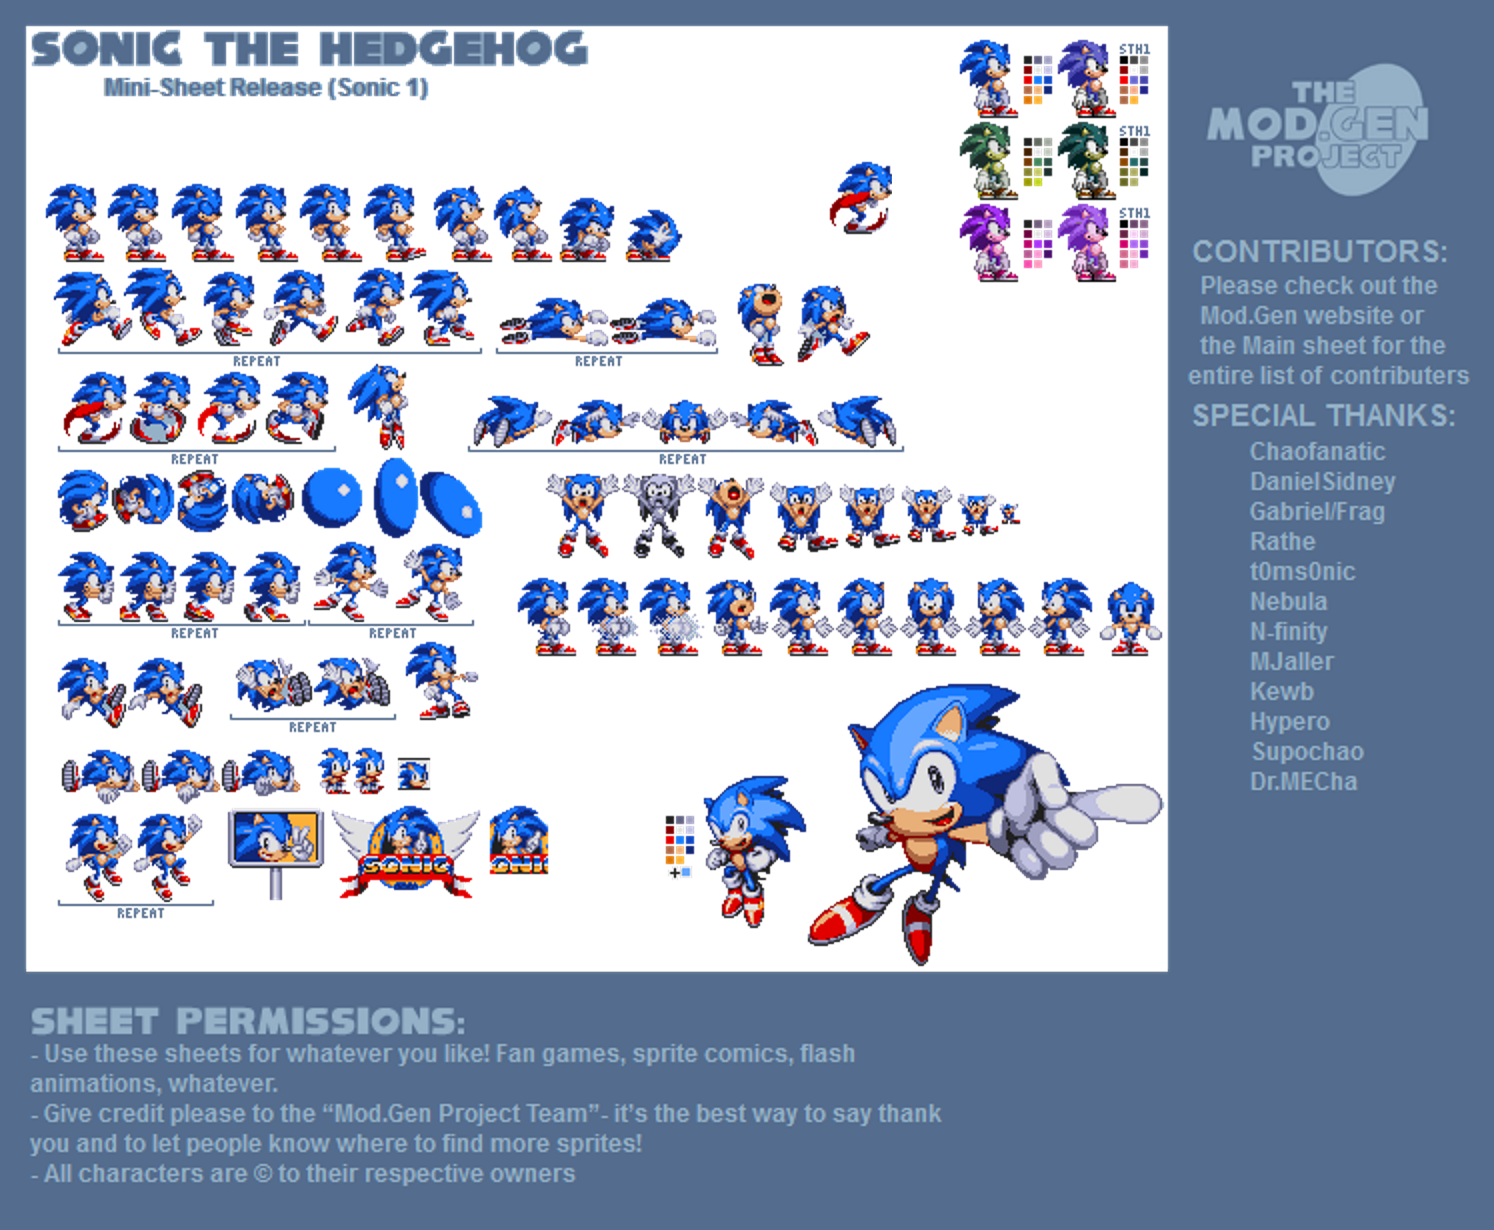 SONIC THE HEDGEHOG
Mini-Sheet Release (Sonic 1)
STH1
STH1
STH1
REPEAT
REPEAT
REPEAT
REPEAT
REPEAT
REPEAT
REPEAT
REPEAT
SONIC
ONIC
THE
MOD.GEN
PROJECT
CONTRIBUTORS:
Please check out the
Mod.Gen website or
the Main sheet for the
entire list of contributers
SPECIAL THANKS:
Chaofanatic
DanielSidney
Gabriel/Frag
Rathe
t0ms0nic
Nebula
N-finity
MJaller
Kewb
Hypero
Supochao
Dr.MECha
SHEET PERMISSIONS:
- Use these sheets for whatever you like! Fan games, sprite comics, flash
animations, whatever.
- Give credit please to the “Mod.Gen Project Team”- it’s the best way to say thank
you and to let people know where to find more sprites!
- All characters are © to their respective owners